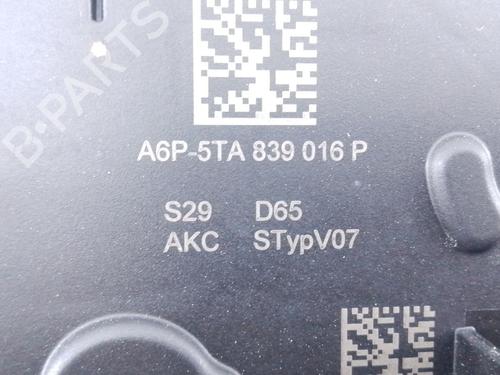 B-PARTS
A6P-5TA 839 016 P
S29 D65
AKC STypV07